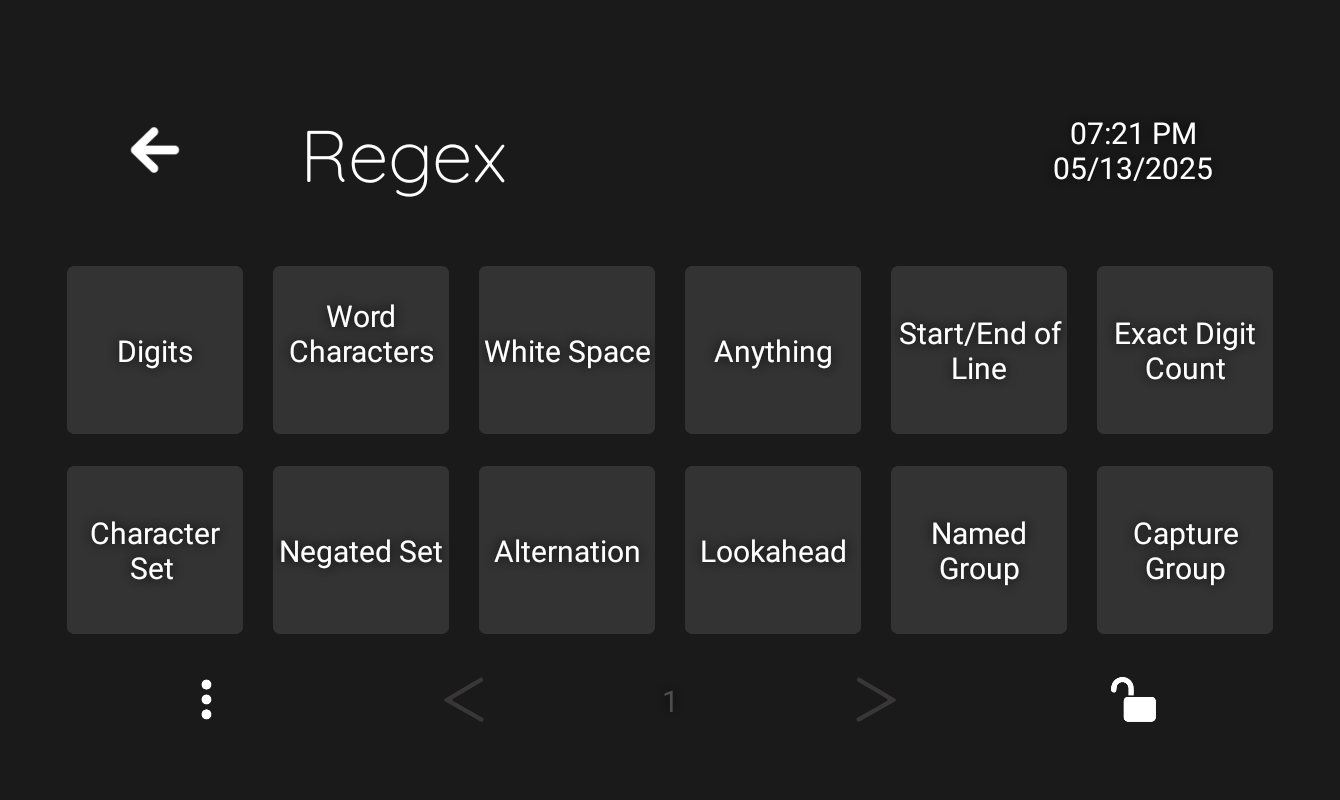 Regex
07:21 PM
05/13/2025
Digits
Word
Characters
White Space
Anything
Start/End of
Line
Exact Digit
Count
Character
Set
Negated Set
Alternation
Lookahead
Named
Group
Capture
Group
1